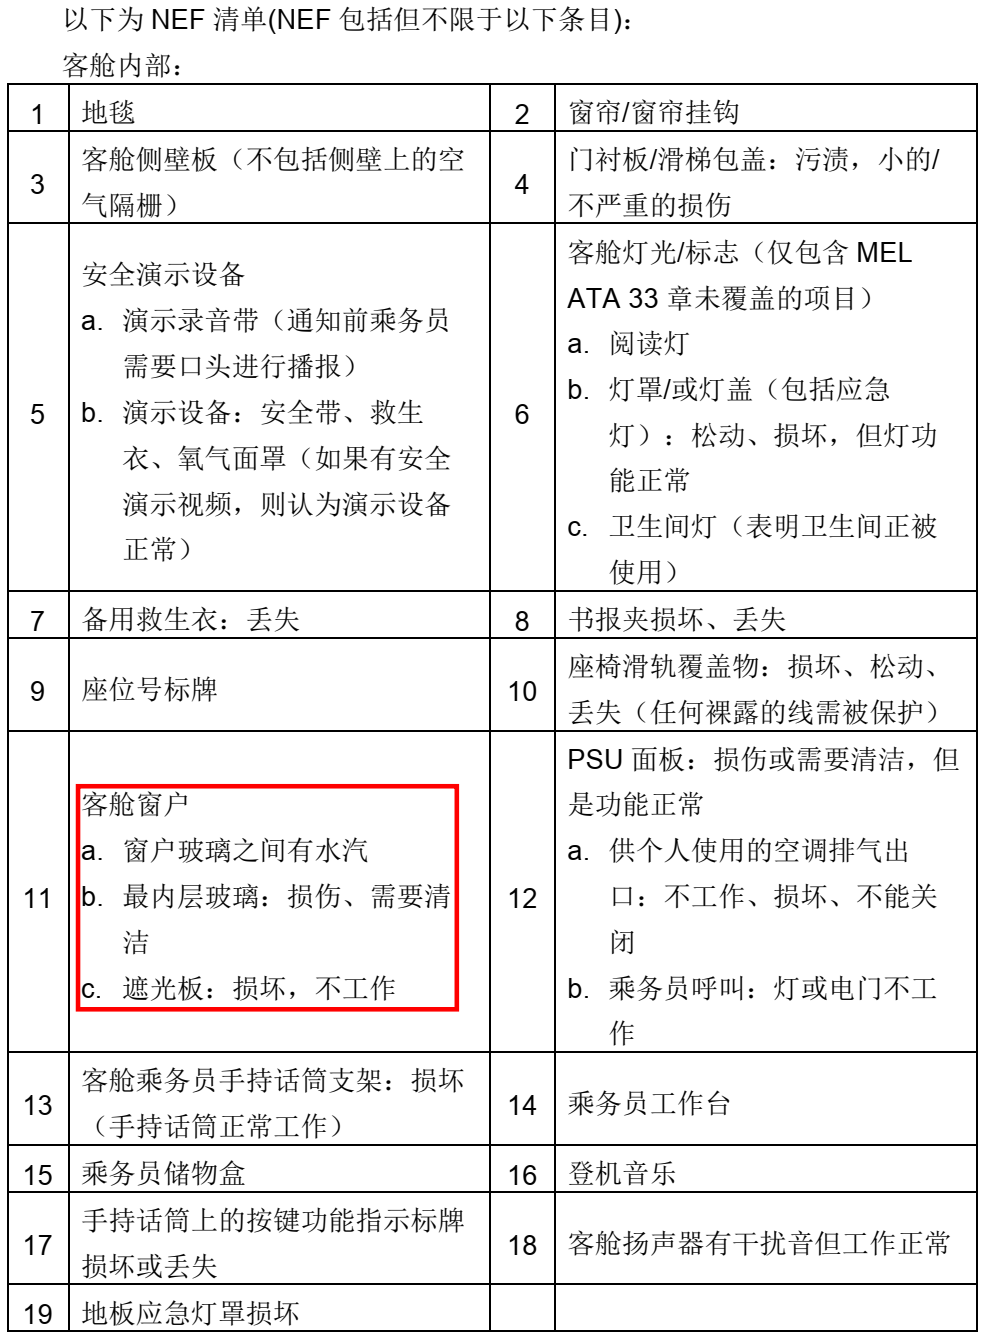 以下为 NEF 清单(NEF 包括但不限于以下条目):
客舱内部：
1 地毯
2 窗帘/窗帘挂钩
3 客舱侧壁板（不包括侧壁上的空
气隔栅）
4 门衬板/滑梯包盖：污渍，小的/
不严重的损伤
5 安全演示设备
a. 演示录音带（通知前乘务员
需要口头进行播报）
b. 演示设备：安全带、救生
衣、氧气面罩（如果有安全
演示视频，则认为演示设备
正常）
6 客舱灯光/标志（仅包含 MEL
ATA 33 章未覆盖的项目）
a. 阅读灯
b. 灯罩/或灯盖（包括应急
灯）：松动、损坏，但灯功
能正常
c. 卫生间灯（表明卫生间正被
使用）
7 备用救生衣：丢失
8 书报夹损坏、丢失
9 座位号标牌
10 座椅滑轨覆盖物：损坏、松动、
丢失（任何裸露的线需被保护）
11 客舱窗户
a. 窗户玻璃之间有水汽
b. 最内层玻璃：损伤、需要清
洁
c. 遮光板：损坏，不工作
12 PSU 面板：损伤或需要清洁，但
是功能正常
a. 供个人使用的空调排气出
口：不工作、损坏、不能关
闭
b. 乘务员呼叫：灯或电门不工
作
13 客舱乘务员手持话筒支架：损坏
（手持话筒正常工作）
14 乘务员工作台
15 乘务员储物盒
16 登机音乐
17 手持话筒上的按键功能指示标牌
损坏或丢失
18 客舱扬声器有干扰音但工作正常
19 地板应急灯罩损坏